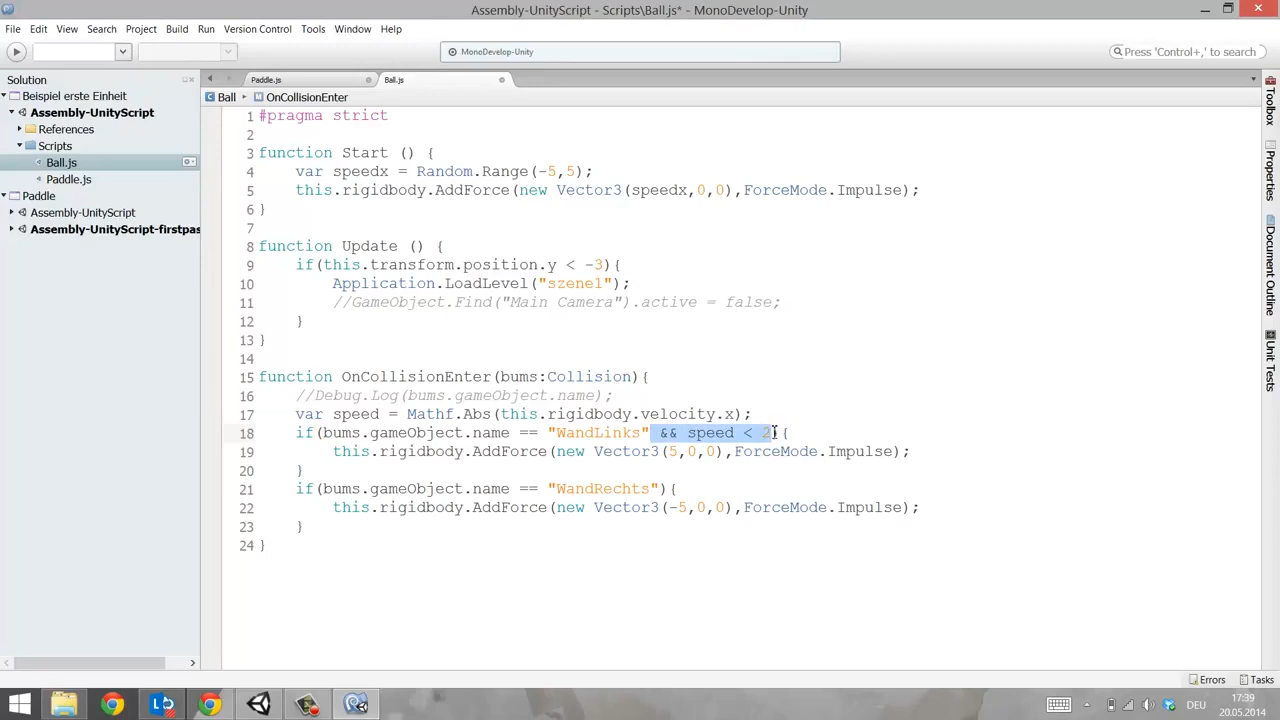 Assembly-UnityScript - Scripts\Ball.js* - MonoDevelop-Unity
File Edit View Search Project Build Run Version Control Tools Window Help
MonoDevelop-Unity
Press 'Control+,' to search
Solution
Beispiel erste Einheit
Assembly-UnityScript
References
Scripts
Ball.js
Paddle.js
Paddle
Assembly-UnityScript
Assembly-UnityScript-firstpas
Paddle.js Ball.js
Ball OnCollisionEnter
1 #pragma strict
2
3 function Start () {
4 var speedx = Random.Range(-5,5);
5 this.rigidbody.AddForce(new Vector3(speedx,0,0),ForceMode.Impulse);
6 }
7
8 function Update () {
9 if(this.transform.position.y < -3){
10 Application.LoadLevel("szene1");
11 //GameObject.Find("Main Camera").active = false;
12 }
13 }
14
15 function OnCollisionEnter(bums:Collision){
16 //Debug.Log(bums.gameObject.name);
17 var speed = Mathf.Abs(this.rigidbody.velocity.x);
18 if(bums.gameObject.name == "WandLinks" && speed < 2){
19 this.rigidbody.AddForce(new Vector3(5,0,0),ForceMode.Impulse);
20 }
21 if(bums.gameObject.name == "WandRechts"){
22 this.rigidbody.AddForce(new Vector3(-5,0,0),ForceMode.Impulse);
23 }
24 }
Toolbox
Properties
Document Outline
Unit Tests
Errors Tasks
DEU
17:39
20.05.2014